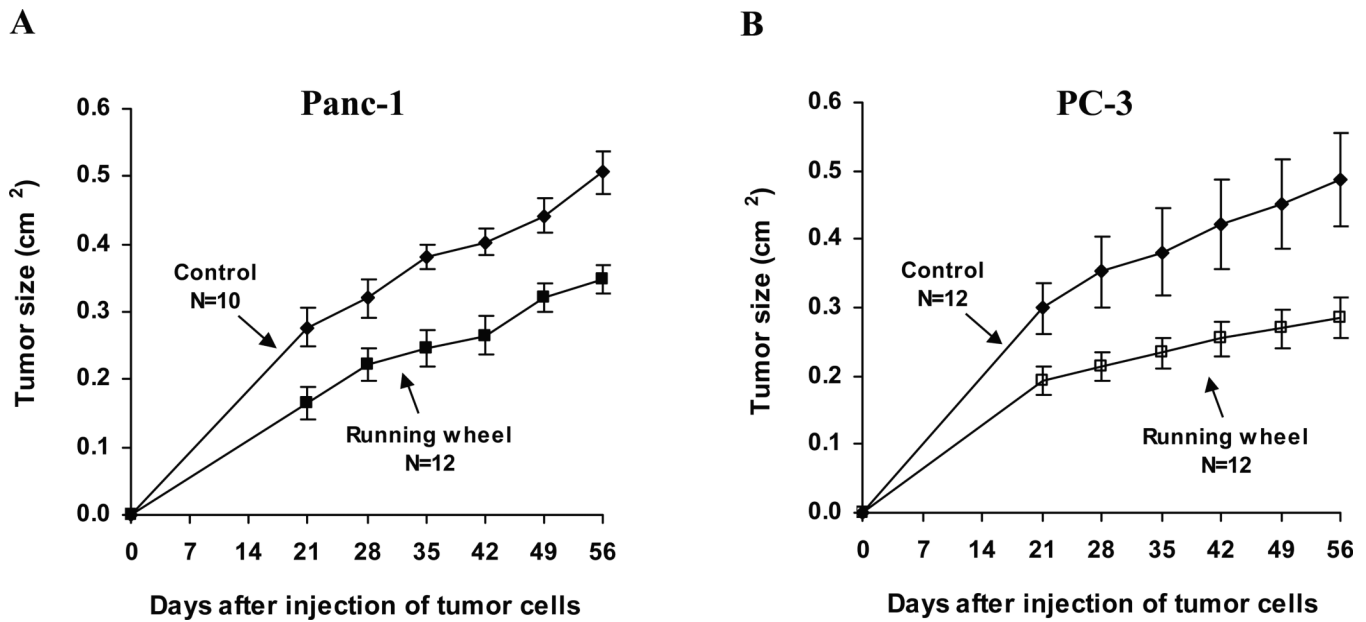 A
Panc-1
0.6
0.5
0.4
0.3
0.2
0.1
0.0
Tumor size (cm 2)
Control
N=10
Running wheel
N=12
0 7 14 21 28 35 42 49 56
Days after injection of tumor cells
B
PC-3
0.6
0.5
0.4
0.3
0.2
0.1
0.0
Tumor size (cm 2)
Control
N=12
Running wheel
N=12
0 7 14 21 28 35 42 49 56
Days after injection of tumor cells